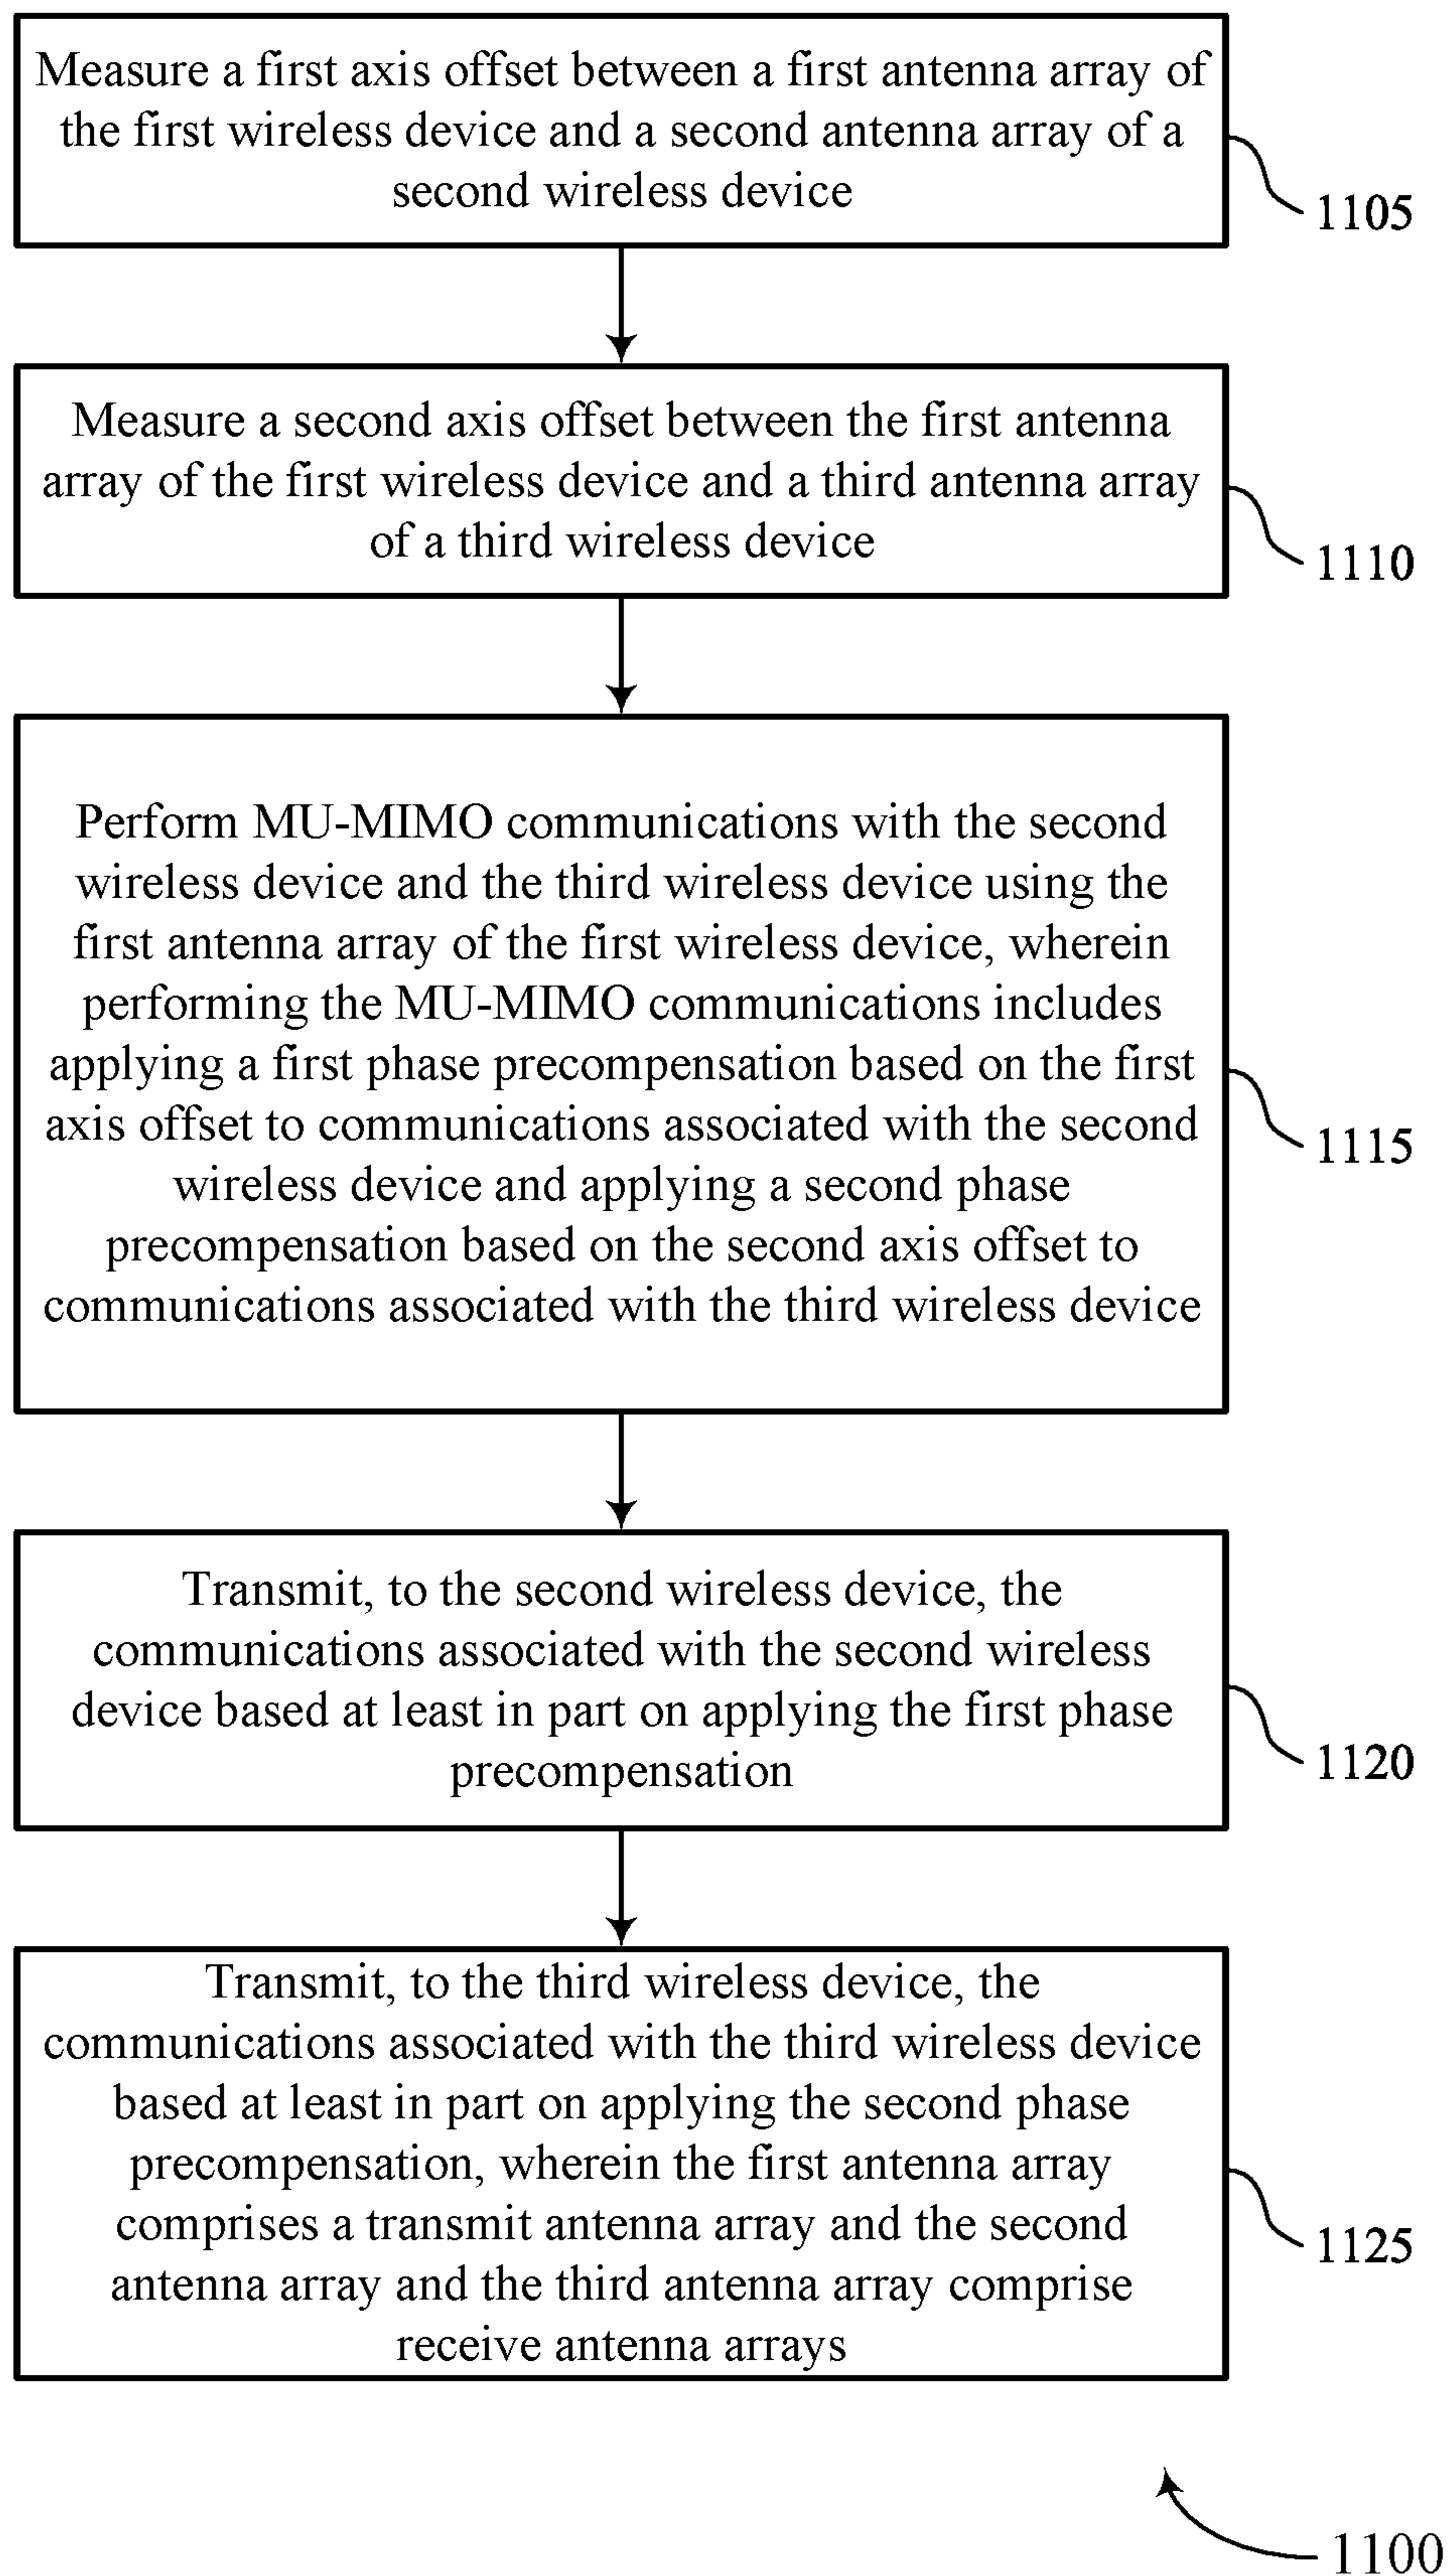 Measure a first axis offset between a first antenna array of
the first wireless device and a second antenna array of a
second wireless device
1105
Measure a second axis offset between the first antenna
array of the first wireless device and a third antenna array
of a third wireless device
1110
Perform MU-MIMO communications with the second
wireless device and the third wireless device using the
first antenna array of the first wireless device, wherein
performing the MU-MIMO communications includes
applying a first phase precompensation based on the first
axis offset to communications associated with the second
wireless device and applying a second phase
precompensation based on the second axis offset to
communications associated with the third wireless device
1115
Transmit, to the second wireless device, the
communications associated with the second wireless
device based at least in part on applying the first phase
precompensation
1120
Transmit, to the third wireless device, the
communications associated with the third wireless device
based at least in part on applying the second phase
precompensation, wherein the first antenna array
comprises a transmit antenna array and the second
antenna array and the third antenna array comprise
receive antenna arrays
1125
1100